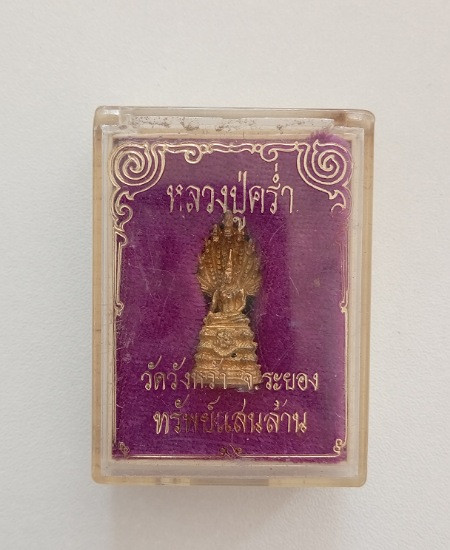 หลวงปู่คร่ำ
วัดวังหว้า จ.ระยอง
ทรัพย์แสนล้าน